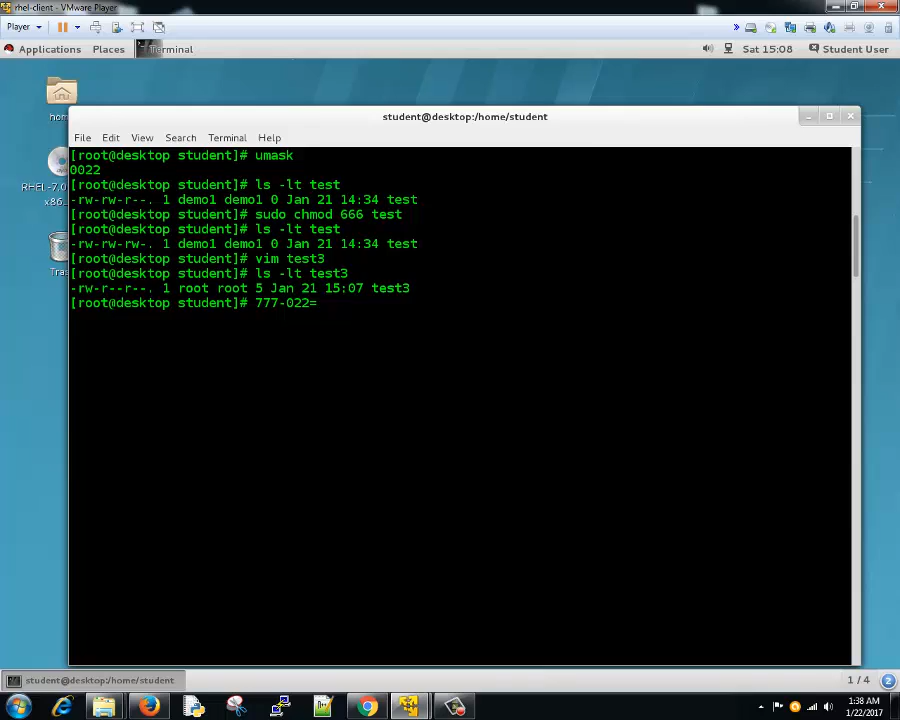 rhel-client - VMware Player
Player
Applications Places Terminal Sat 15:08 Student User
hom
student@desktop:/home/student
File Edit View Search Terminal Help
[root@desktop student]# umask
0022
[root@desktop student]# ls -lt test
-rw-rw-r--. 1 demo1 demo1 0 Jan 21 14:34 test
[root@desktop student]# sudo chmod 666 test
[root@desktop student]# ls -lt test
-rw-rw-rw-. 1 demo1 demo1 0 Jan 21 14:34 test
[root@desktop student]# vim test3
[root@desktop student]# ls -lt test3
-rw-r--r--. 1 root root 5 Jan 21 15:07 test3
[root@desktop student]# 777-022=
RHEL-7.0
x86_
Tras
student@desktop:/home/student
1 / 4
2
1:38 AM
1/22/2017